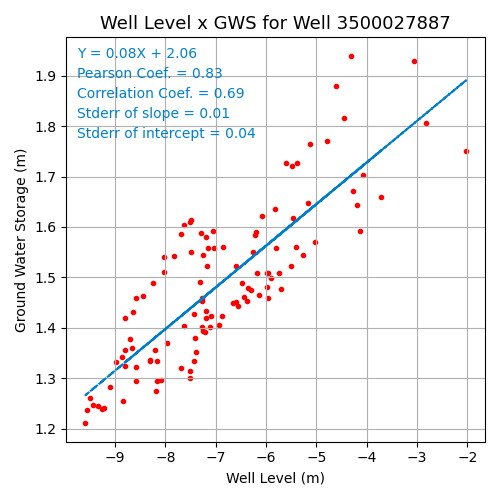 Well Level x GWS for Well 3500027887
Y = 0.08X + 2.06
Pearson Coef. = 0.83
Correlation Coef. = 0.69
Stderr of slope = 0.01
Stderr of intercept = 0.04
Ground Water Storage (m)
1.9
1.8
1.7
1.6
1.5
1.4
1.3
1.2
−9 −8 −7 −6 −5 −4 −3 −2
Well Level (m)